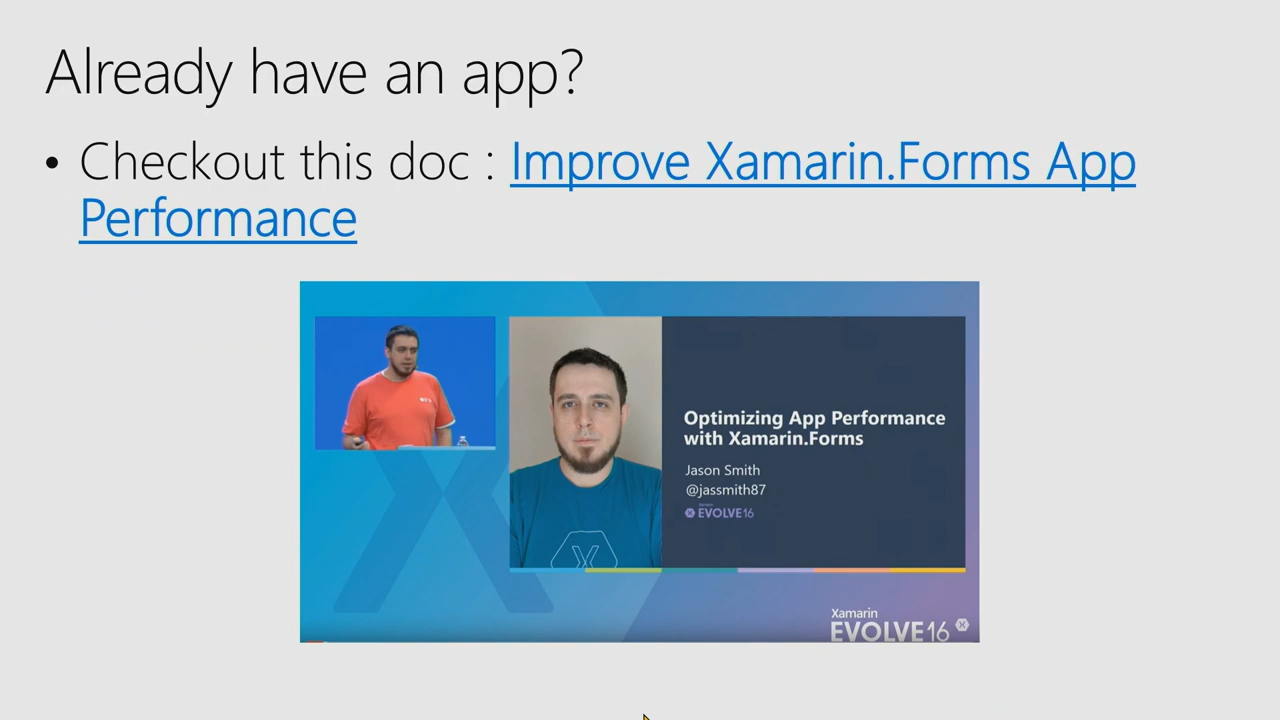 Already have an app?
• Checkout this doc : Improve Xamarin.Forms App
Performance
Optimizing App Performance
with Xamarin.Forms
Jason Smith
@jassmith87
EVOLVE16
Xamarin
EVOLVE16